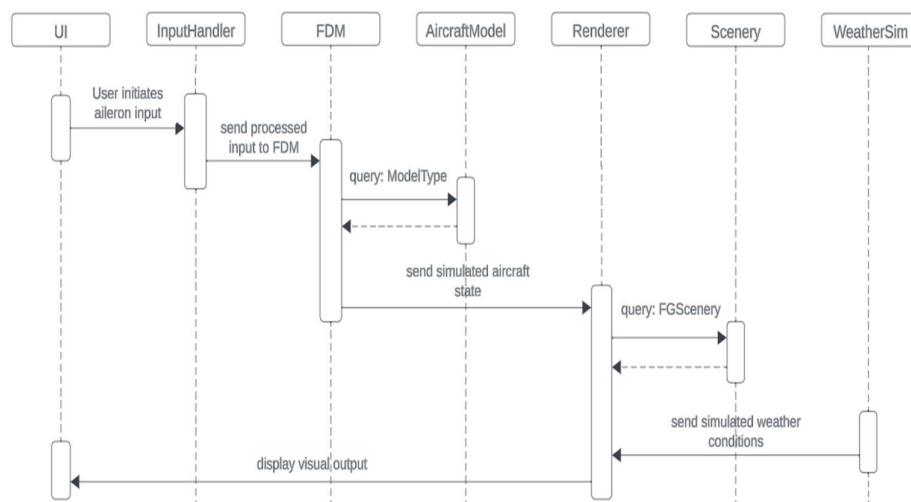 UI
InputHandler
FDM
AircraftModel
Renderer
Scenery
WeatherSim
User initiates
aileron input
send processed
input to FDM
query: ModelType
send simulated aircraft
state
query: FGScenery
send simulated weather
conditions
display visual output